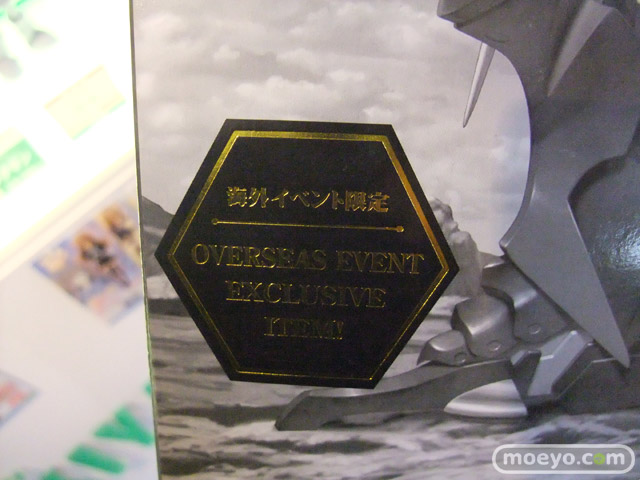 海外イベント限定
OVERSEAS EVENT
EXCLUSIVE
ITEM!
moeyo.com